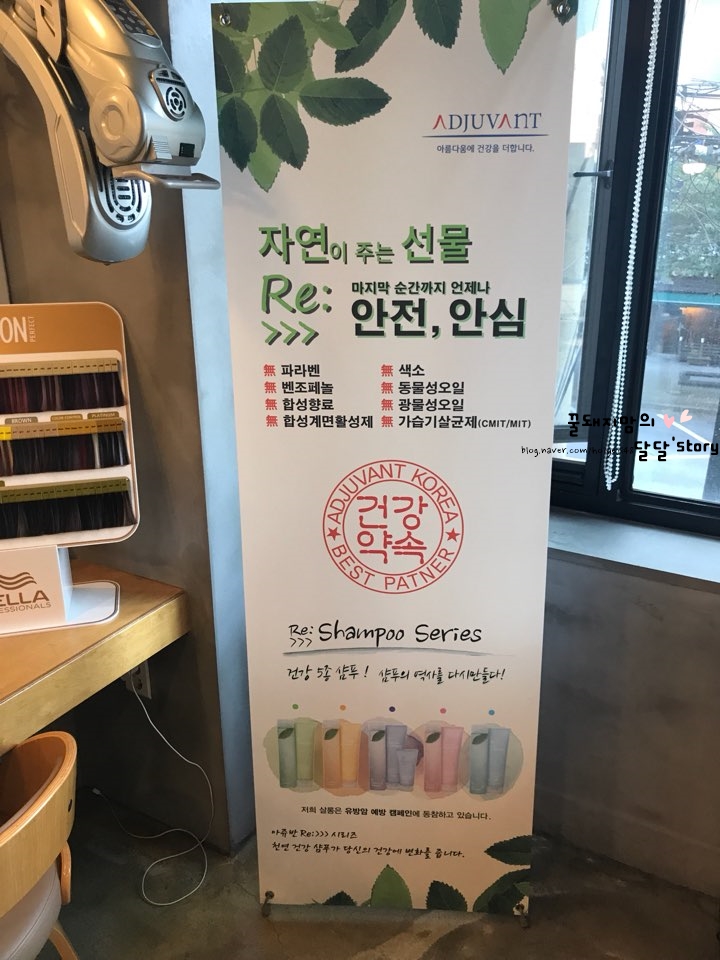 ADJUVANT
아름다움에 건강을 더합니다.
자연이 주는 선물
Re:
>>>
마지막 순간까지 언제나
안전, 안심
無 파라벤
無 벤조페놀
無 합성향료
無 합성계면활성제
無 색소
無 동물성오일
無 광물성오일
無 가습기살균제(CMIT/MIT)
ADJUVANT KOREA
건강
약속
BEST PATNER
Re:>>> Shampoo Series
건강 5종 샴푸! 샴푸의 역사를 다시만들다!
저희 살롱은 유방암 예방 캠페인에 동참하고 있습니다.
아쥬반 Re:>>> 시리즈
천연 건강 샴푸가 당신의 건강에 변화를 줍니다.
ON
PERFECT
BROWN
PLATINUM
ELLA
ESSIONALS
꿀돼지맘의
달달'story
blog.naver.com/